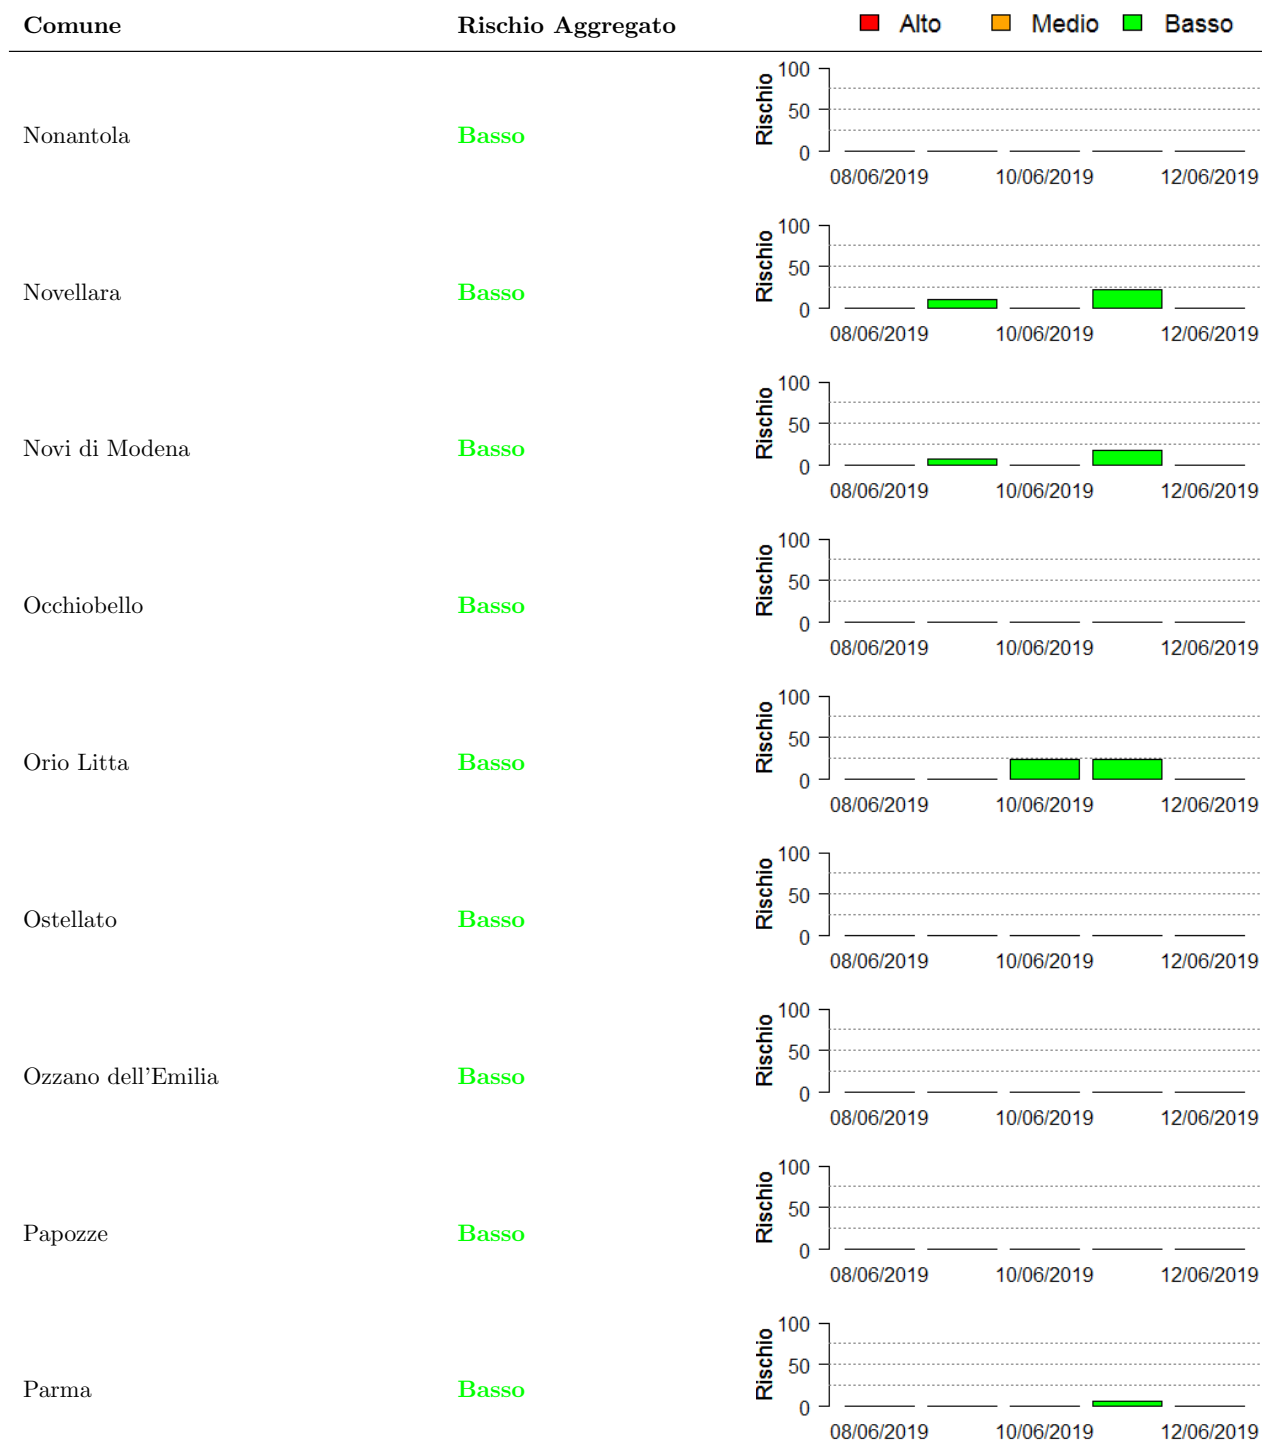 Comune Rischio Aggregato Alto Medio Basso
100
50
0
Rischio
Nonantola Basso
08/06/2019 10/06/2019 12/06/2019
100
50
0
Rischio
Novellara Basso
08/06/2019 10/06/2019 12/06/2019
100
50
0
Rischio
Novi di Modena Basso
08/06/2019 10/06/2019 12/06/2019
100
50
0
Rischio
Occhiobello Basso
08/06/2019 10/06/2019 12/06/2019
100
50
0
Rischio
Orio Litta Basso
08/06/2019 10/06/2019 12/06/2019
100
50
0
Rischio
Ostellato Basso
08/06/2019 10/06/2019 12/06/2019
100
50
0
Rischio
Ozzano dell'Emilia Basso
08/06/2019 10/06/2019 12/06/2019
100
50
0
Rischio
Papozze Basso
08/06/2019 10/06/2019 12/06/2019
100
50
0
Rischio
Parma Basso
08/06/2019 10/06/2019 12/06/2019